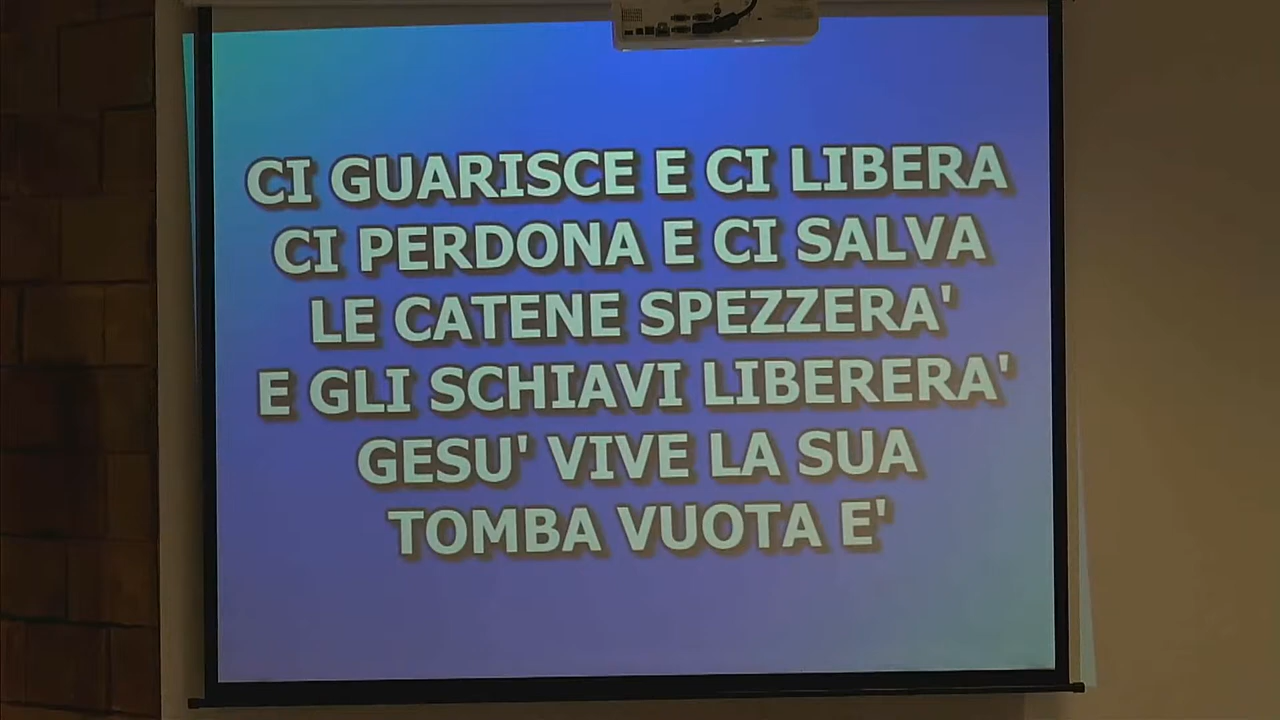 CI GUARISCE E CI LIBERA
CI PERDONA E CI SALVA
LE CATENE SPEZZERA'
E GLI SCHIAVI LIBERERA'
GESU' VIVE LA SUA
TOMBA VUOTA E'